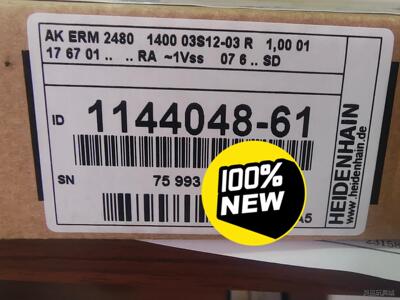 AK ERM 2480 1400 03S12-03 R 1,00 01
17 67 01 .. .. RA ~1Vss 07 6 .. SD
ID 1144048-61
SN 75 993
A5
100% NEW
HEIDENHAIN
www.heidenhain.de